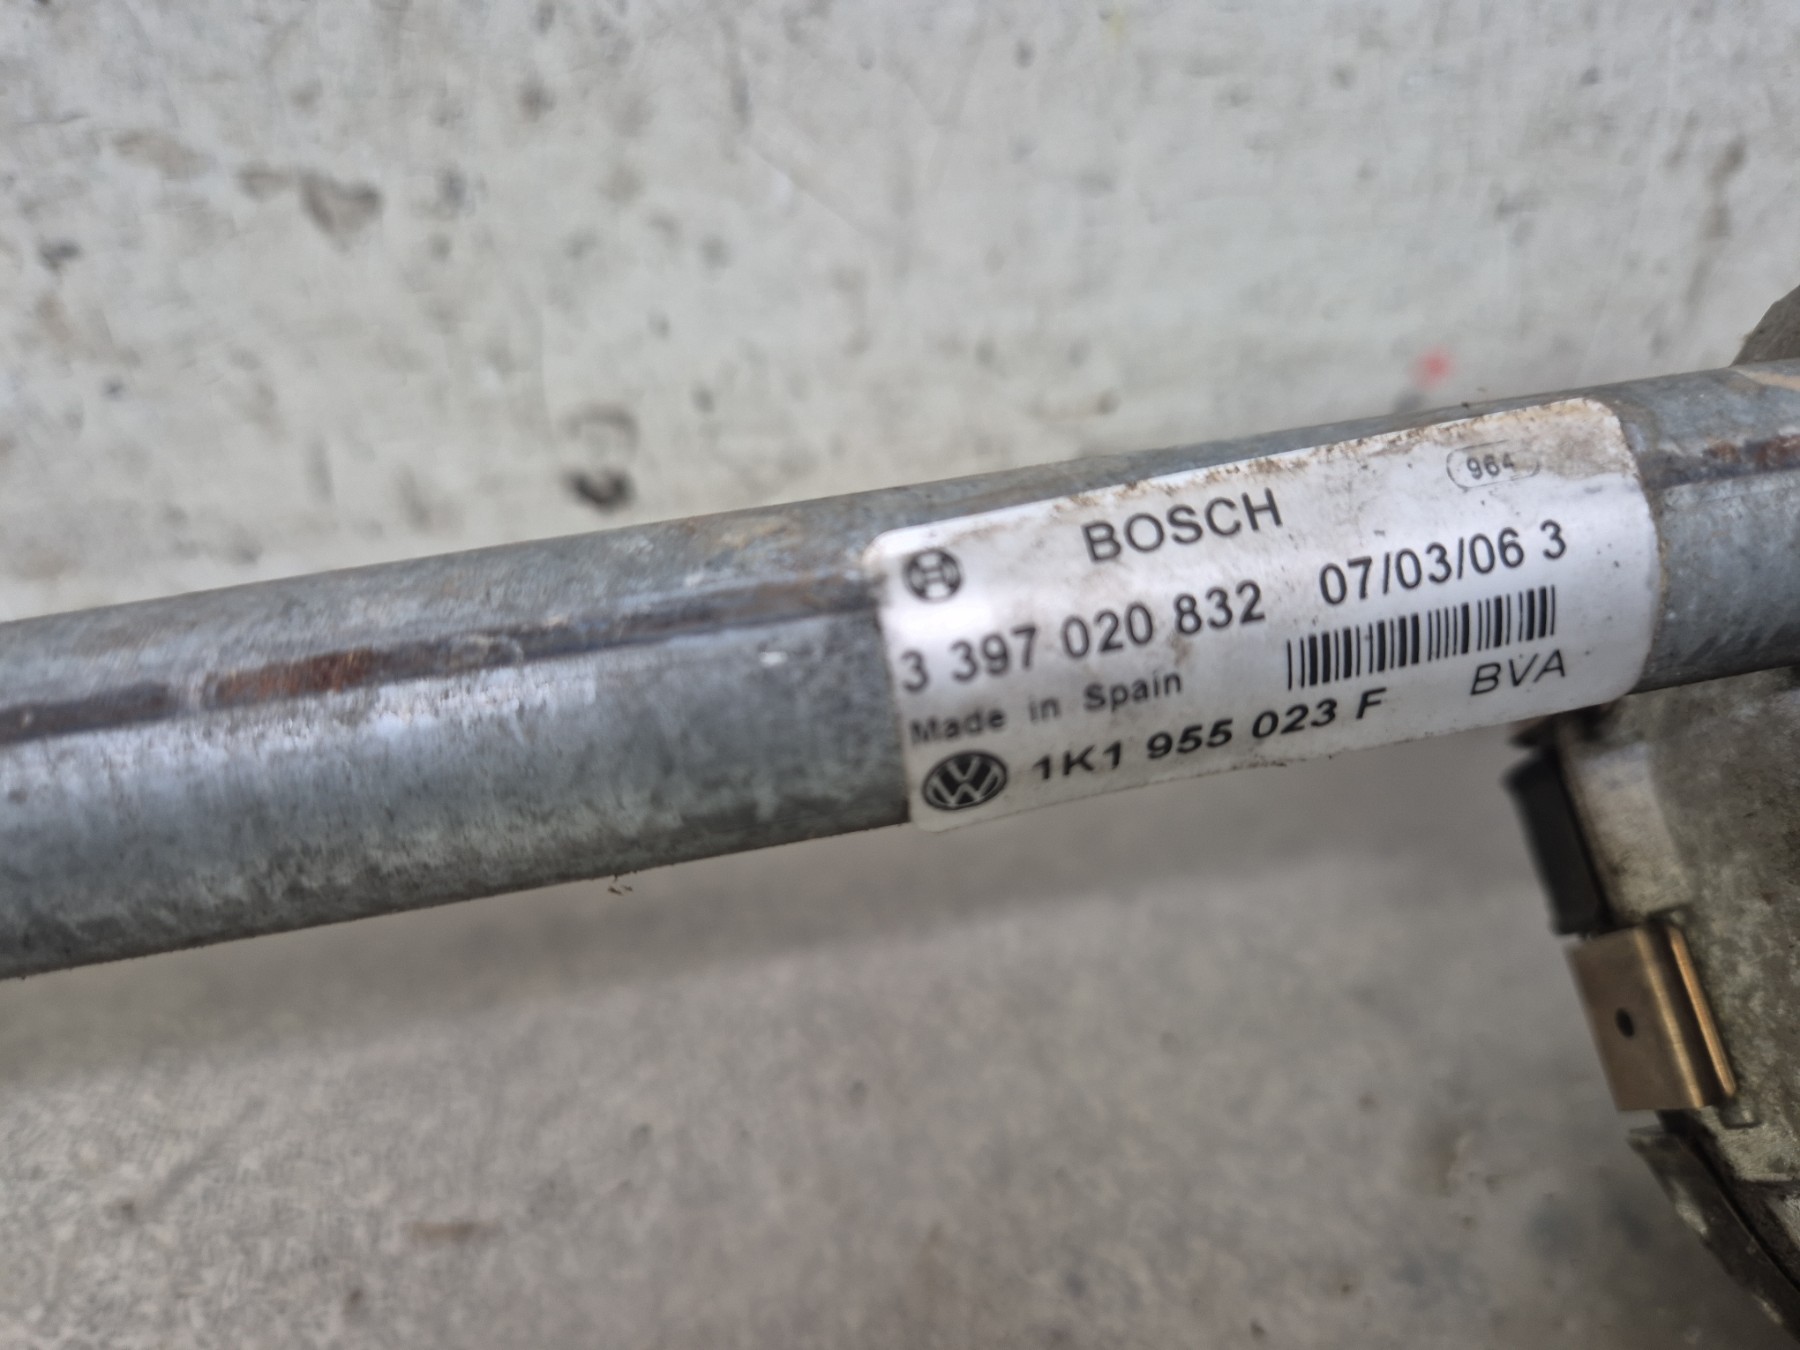 964
BOSCH
3 397 020 832 07/03/06 3
Made in Spain
1K1 955 023 F BVA